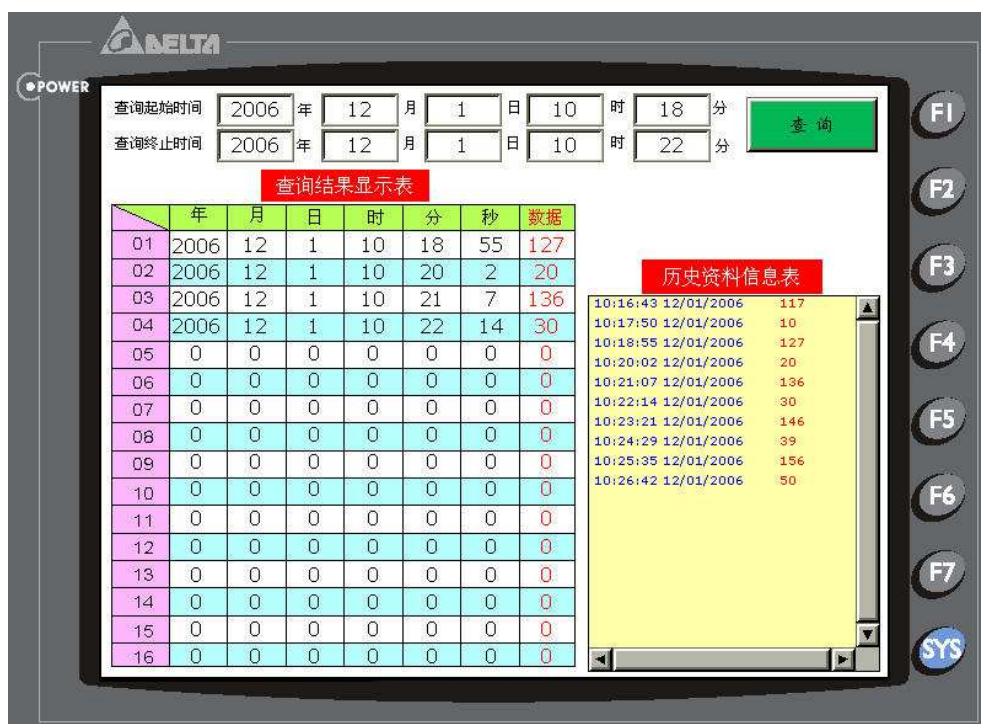 DELTA
POWER
查询起始时间 2006 年 12 月 1 日 10 时 18 分
查询终止时间 2006 年 12 月 1 日 10 时 22 分
查询
查询结果显示表
年 月 日 时 分 秒 数据
01 2006 12 1 10 18 55 127
02 2006 12 1 10 20 2 20
03 2006 12 1 10 21 7 136
04 2006 12 1 10 22 14 30
05 0 0 0 0 0 0 0
06 0 0 0 0 0 0 0
07 0 0 0 0 0 0 0
08 0 0 0 0 0 0 0
09 0 0 0 0 0 0 0
10 0 0 0 0 0 0 0
11 0 0 0 0 0 0 0
12 0 0 0 0 0 0 0
13 0 0 0 0 0 0 0
14 0 0 0 0 0 0 0
15 0 0 0 0 0 0 0
16 0 0 0 0 0 0 0
历史资料信息表
10:16:43 12/01/2006 117
10:17:50 12/01/2006 10
10:18:55 12/01/2006 127
10:20:02 12/01/2006 20
10:21:07 12/01/2006 136
10:22:14 12/01/2006 30
10:23:21 12/01/2006 146
10:24:29 12/01/2006 39
10:25:35 12/01/2006 156
10:26:42 12/01/2006 50
F1
F2
F3
F4
F5
F6
F7
SYS